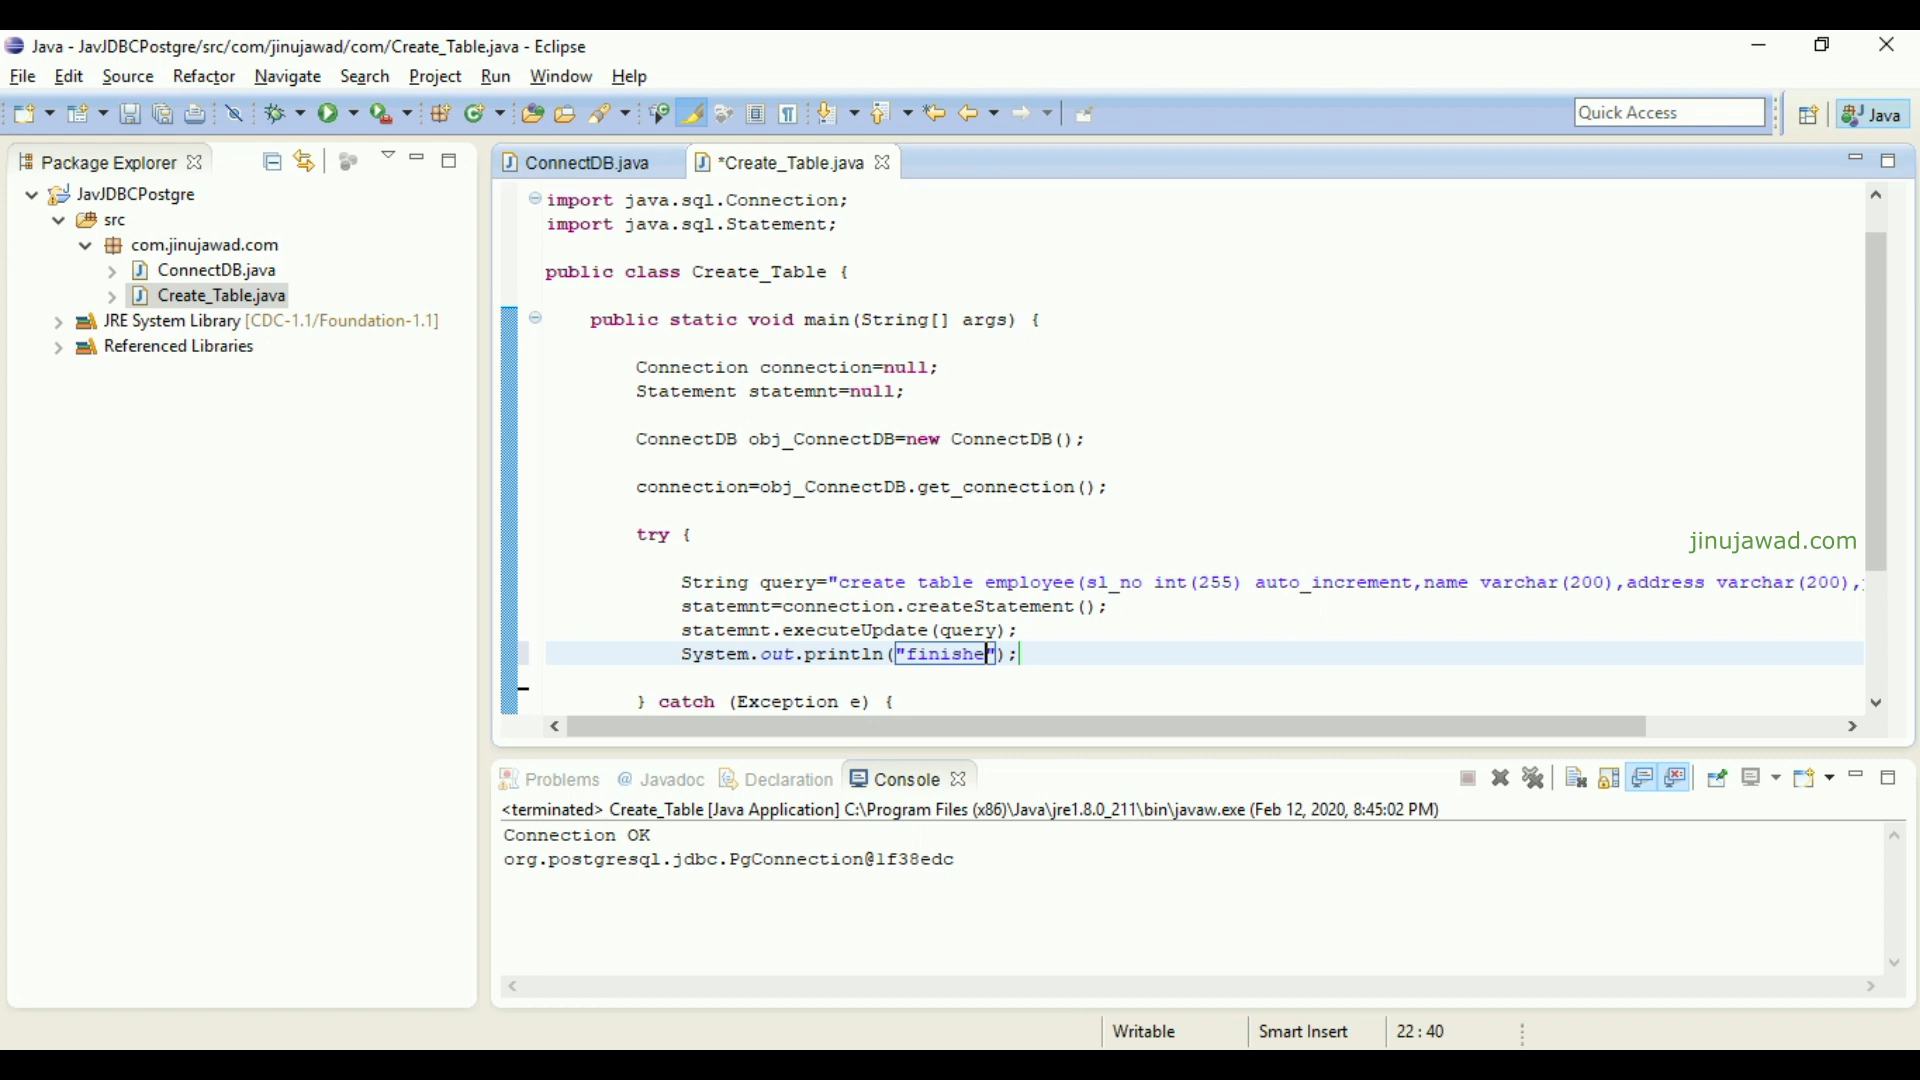 Java - JavJDBCPostgre/src/com/jinujawad/com/Create_Table.java - Eclipse
File Edit Source Refactor Navigate Search Project Run Window Help
Quick Access
Java
Package Explorer
JavJDBCPostgre
src
com.jinujawad.com
ConnectDB.java
Create_Table.java
JRE System Library [CDC-1.1/Foundation-1.1]
Referenced Libraries
ConnectDB.java *Create_Table.java
import java.sql.Connection;
import java.sql.Statement;
public class Create_Table {
public static void main(String[] args) {
Connection connection=null;
Statement statemnt=null;
ConnectDB obj_ConnectDB=new ConnectDB();
connection=obj_ConnectDB.get_connection();
try {
jinujawad.com
String query="create table employee(sl_no int(255) auto_increment,name varchar(200),address varchar(200),
statemnt=connection.createStatement();
statemnt.executeUpdate(query);
System.out.println("finishe");
} catch (Exception e) {
Problems @ Javadoc Declaration Console
<terminated> Create_Table [Java Application] C:\Program Files (x86)\Java\jre1.8.0_211\bin\javaw.exe (Feb 12, 2020, 8:45:02 PM)
Connection OK
org.postgresql.jdbc.PgConnection@1f38edc
Writable Smart Insert 22 : 40